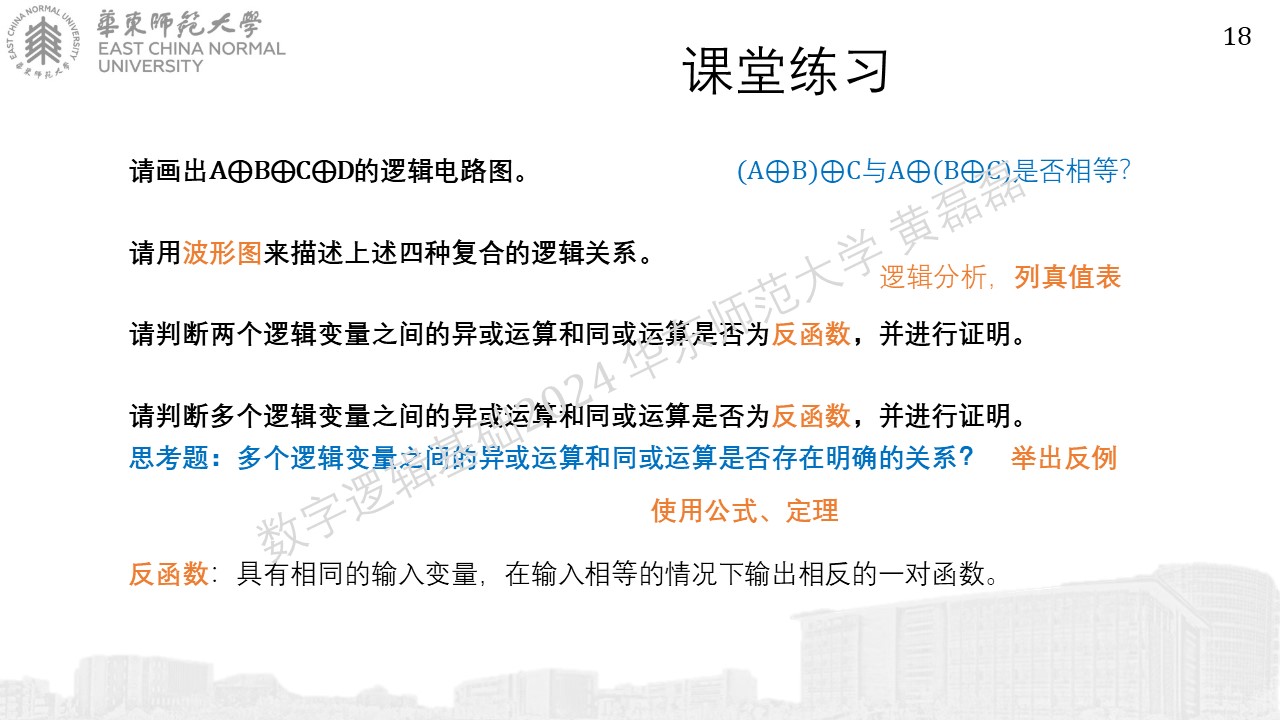 華東師範大學
EAST CHINA NORMAL
UNIVERSITY
EAST CHINA NORMAL UNIVERSITY
華東师范大学
18
课堂练习
请画出A⊕B⊕C⊕D的逻辑电路图。
(A⊕B)⊕C与A⊕(B⊕C)是否相等？
请用波形图来描述上述四种复合的逻辑关系。
逻辑分析，列真值表
请判断两个逻辑变量之间的异或运算和同或运算是否为反函数，并进行证明。
请判断多个逻辑变量之间的异或运算和同或运算是否为反函数，并进行证明。
思考题：多个逻辑变量之间的异或运算和同或运算是否存在明确的关系？ 举出反例
使用公式、定理
反函数：具有相同的输入变量，在输入相等的情况下输出相反的一对函数。
数字逻辑基础2024 华东师范大学 黄磊磊